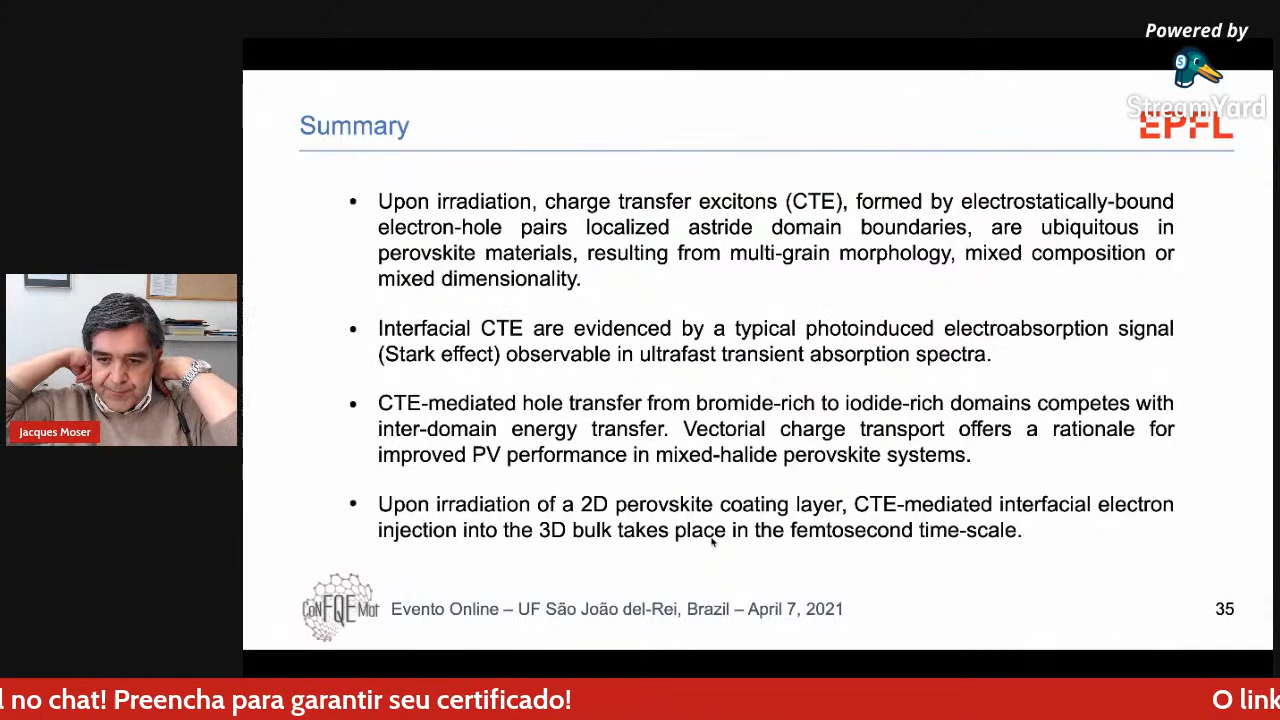 Powered by
StreamYard
Summary
EPFL
• Upon irradiation, charge transfer excitons (CTE), formed by electrostatically-bound
electron-hole pairs localized astride domain boundaries, are ubiquitous in
perovskite materials, resulting from multi-grain morphology, mixed composition or
mixed dimensionality.
• Interfacial CTE are evidenced by a typical photoinduced electroabsorption signal
(Stark effect) observable in ultrafast transient absorption spectra.
• CTE-mediated hole transfer from bromide-rich to iodide-rich domains competes with
inter-domain energy transfer. Vectorial charge transport offers a rationale for
improved PV performance in mixed-halide perovskite systems.
• Upon irradiation of a 2D perovskite coating layer, CTE-mediated interfacial electron
injection into the 3D bulk takes place in the femtosecond time-scale.
Jacques Moser
CoNFQEMat
Evento Online – UF São João del-Rei, Brazil – April 7, 2021
35
l no chat! Preencha para garantir seu certificado!
O link